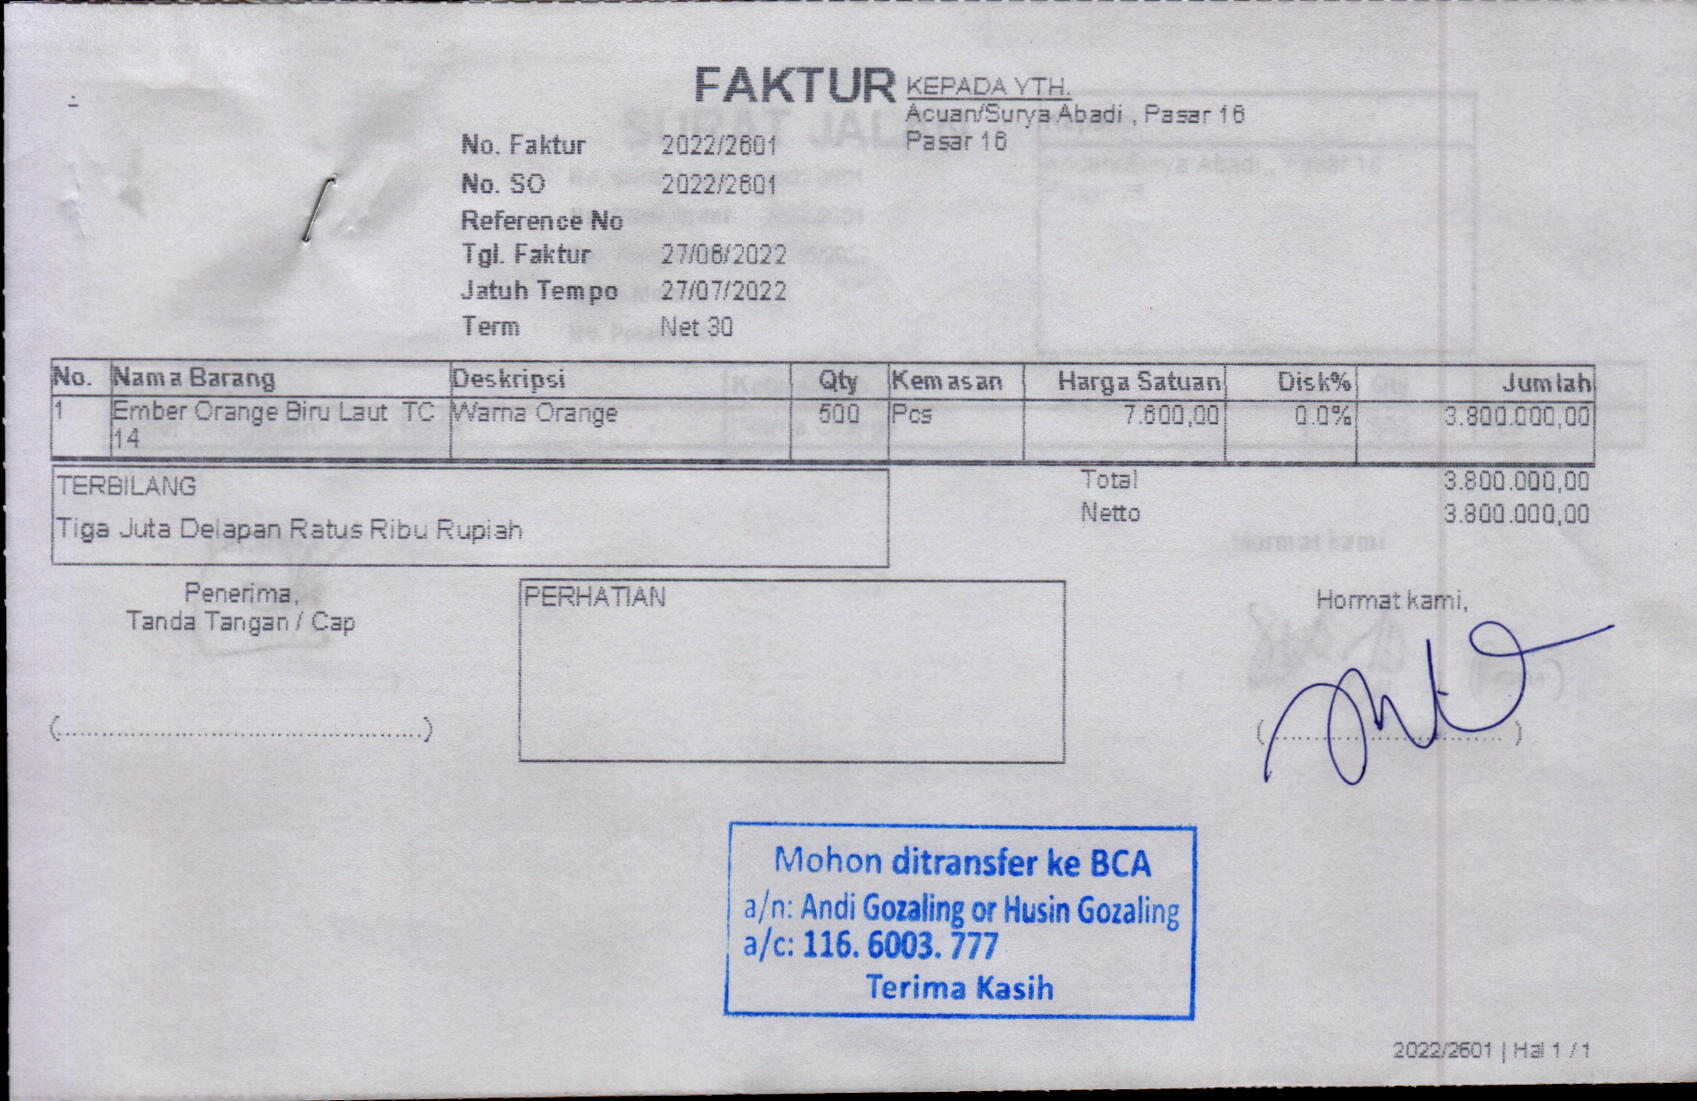 FAKTUR
KEPADA YTH.
Acuan/Surya Abadi , Pasar 16
Pasar 16
No. Faktur 2022/2601
No. SO 2022/2601
Reference No
Tgl. Faktur 27/06/2022
Jatuh Tempo 27/07/2022
Term Net 30
No. Nama Barang Deskripsi Qty Kemasan Harga Satuan Disk% Jumlah
1 Ember Orange Biru Laut TC Warna Orange 500 Pcs 7.600,00 0.0% 3.800.000,00
14
TERBILANG
Tiga Juta Delapan Ratus Ribu Rupiah
Total 3.800.000,00
Netto 3.800.000,00
Penerima,
Tanda Tangan / Cap
(...............................................)
PERHATIAN
Hormat kami,
(................................)
Mohon ditransfer ke BCA
a/n: Andi Gozaling or Husin Gozaling
a/c: 116. 6003. 777
Terima Kasih
2022/2601 | Hal 1 / 1